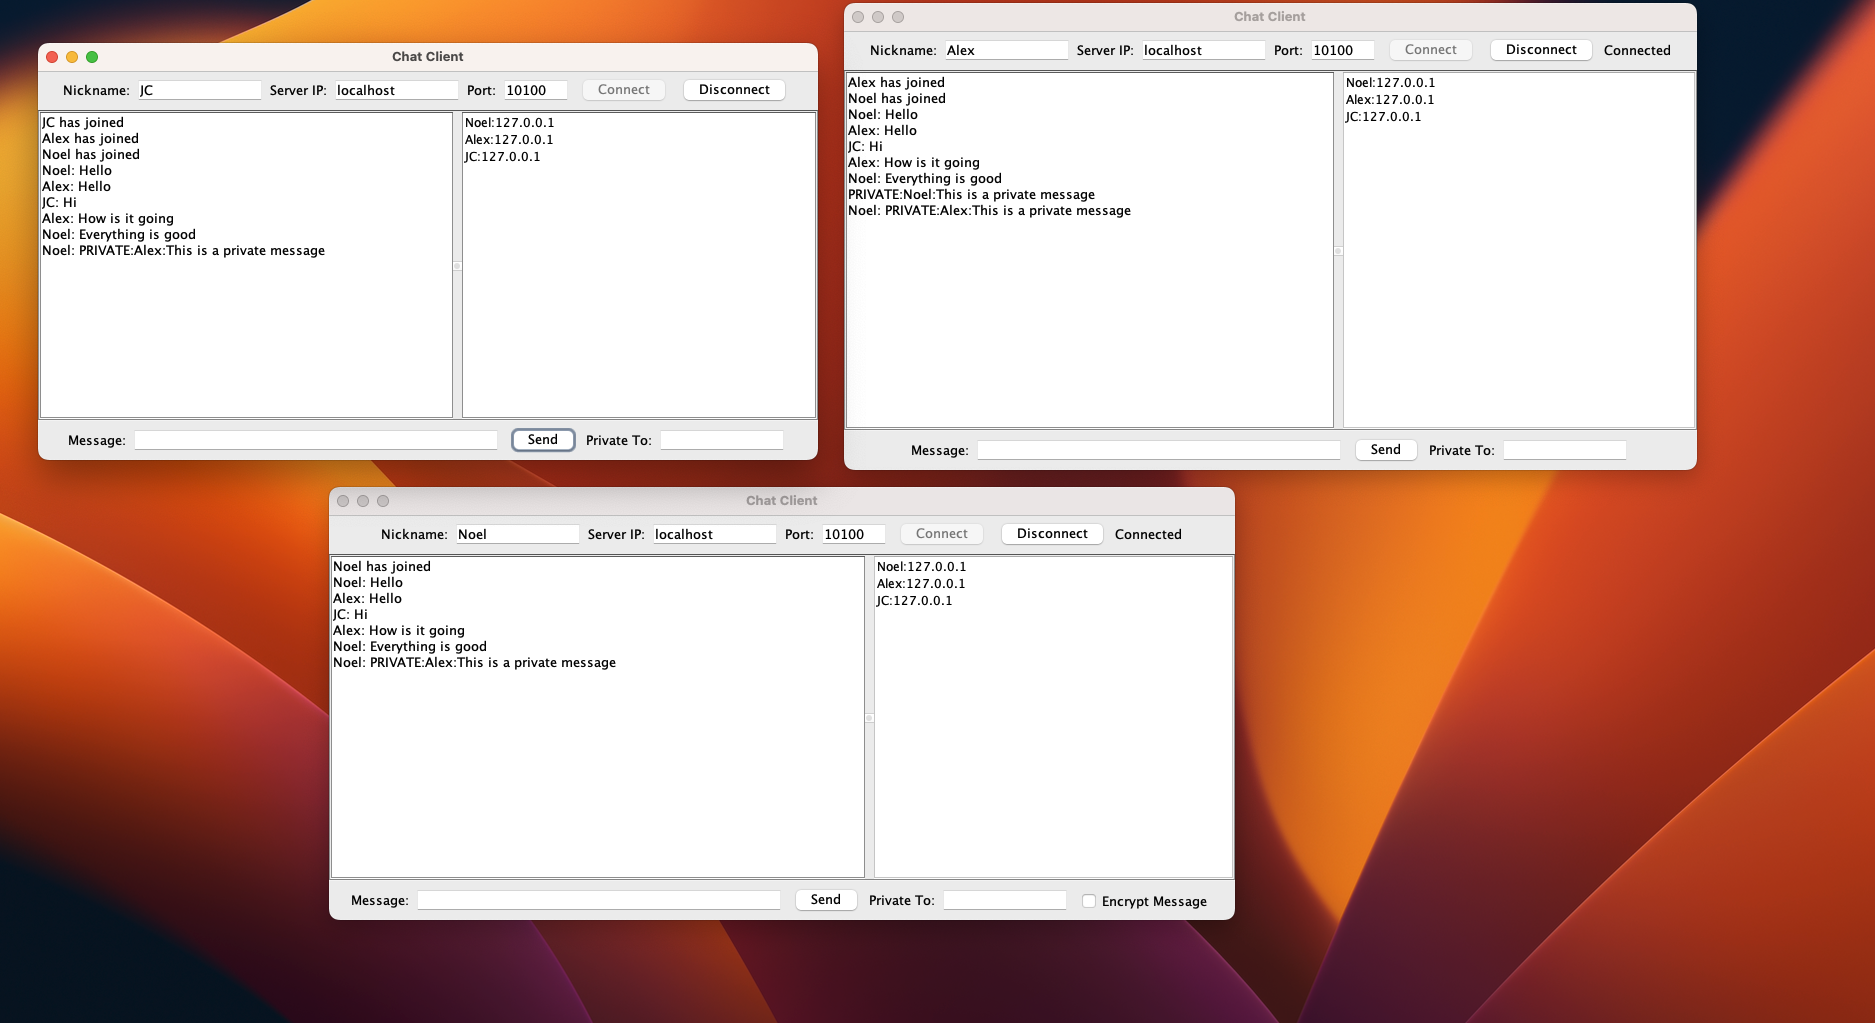 Chat Client
Nickname: JC Server IP: localhost Port: 10100 Connect Disconnect
JC has joined
Alex has joined
Noel has joined
Noel: Hello
Alex: Hello
JC: Hi
Alex: How is it going
Noel: Everything is good
Noel: PRIVATE:Alex:This is a private message
Noel:127.0.0.1
Alex:127.0.0.1
JC:127.0.0.1
Message: Send Private To:
Chat Client
Nickname: Alex Server IP: localhost Port: 10100 Connect Disconnect Connected
Alex has joined
Noel has joined
Noel: Hello
Alex: Hello
JC: Hi
Alex: How is it going
Noel: Everything is good
PRIVATE:Noel:This is a private message
Noel: PRIVATE:Alex:This is a private message
Noel:127.0.0.1
Alex:127.0.0.1
JC:127.0.0.1
Message: Send Private To:
Chat Client
Nickname: Noel Server IP: localhost Port: 10100 Connect Disconnect Connected
Noel has joined
Noel: Hello
Alex: Hello
JC: Hi
Alex: How is it going
Noel: Everything is good
Noel: PRIVATE:Alex:This is a private message
Noel:127.0.0.1
Alex:127.0.0.1
JC:127.0.0.1
Message: Send Private To: Encrypt Message